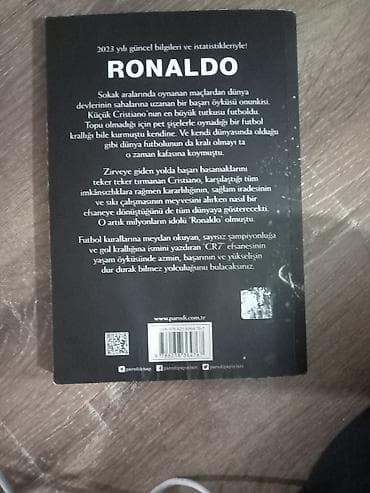 2023 yılı güncel bilgileri ve istatistikleriyle!
RONALDO
Sokak aralarında oynanan maçlardan dünya
devlerinin sahalarına uzanan bir başarı öyküsü onunkisi.
Küçük Cristiano'nun en büyük tutkusu futboldu.
Topu olmadığı için pet şişelerle oynadığı bir futbol
krallığı bile kurmuştu kendine. Ve kendi dünyasında olduğu
gibi dünya futbolunun da kralı olmayı ta
o zaman kafasına koymuştu.
Zirveye giden yolda başarı basamaklarını
teker teker tırmanan Cristiano, karşılaştığı tüm
imkânsızlıklara rağmen kararlılığının, sağlam iradesinin
ve sıkı çalışmasının meyvesini alırken nasıl bir
efsaneye dönüştüğünü de tüm dünyaya gösterecekti.
O artık milyonların idolü 'Ronaldo' olmuştu.
Futbol kurallarına meydan okuyan, sayısız şampiyonluğa
ve gol krallığına ismini yazdıran "CR7" efsanesinin
yaşam öyküsünde azmin, başarının ve yükselişin
dur durak bilmez yolculuğunu bulacaksınız.
www.parodi.com.tr
parodikitap
parodiyayinlari
parodiyayinlari